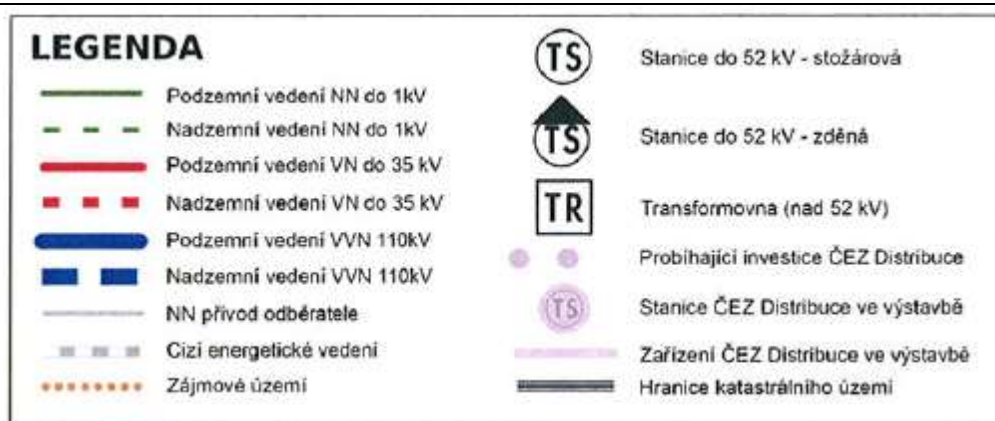 LEGENDA
Podzemní vedení NN do 1kV
Nadzemní vedení NN do 1kV
Podzemní vedení VN do 35 kV
Nadzemní vedení VN do 35 kV
Podzemní vedení VVN 110kV
Nadzemní vedení VVN 110kV
NN přívod odběratele
Cizí energetické vedení
Zájmové území
TS Stanice do 52 kV - stožárová
TS Stanice do 52 kV - zděná
TR Transformovna (nad 52 kV)
Probíhající investice ČEZ Distribuce
TS Stanice ČEZ Distribuce ve výstavbě
Zařízení ČEZ Distribuce ve výstavbě
Hranice katastrálního území